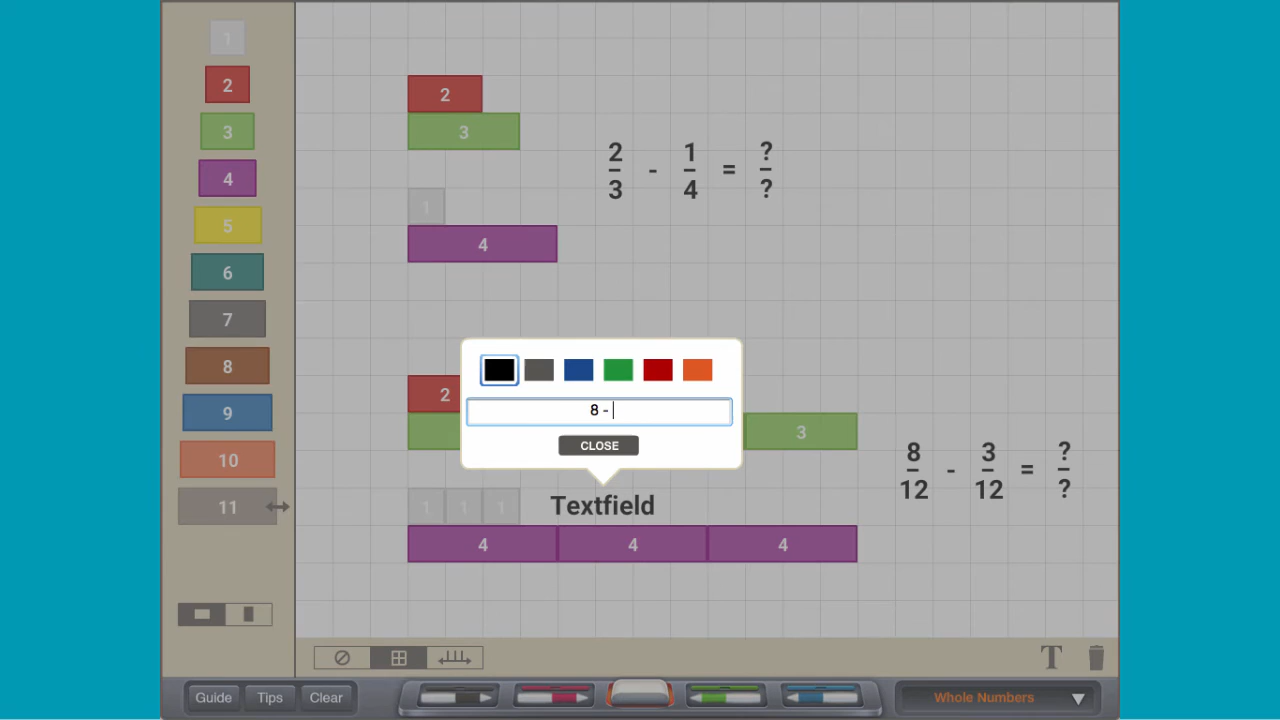 1
2
3
4
5
6
7
8
9
10
11
2
3
1
4
2/3 - 1/4 = ?/?
8 -
CLOSE
2
3
8/12 - 3/12 = ?/?
1 1 1 Textfield
4 4 4
T
Guide Tips Clear Whole Numbers